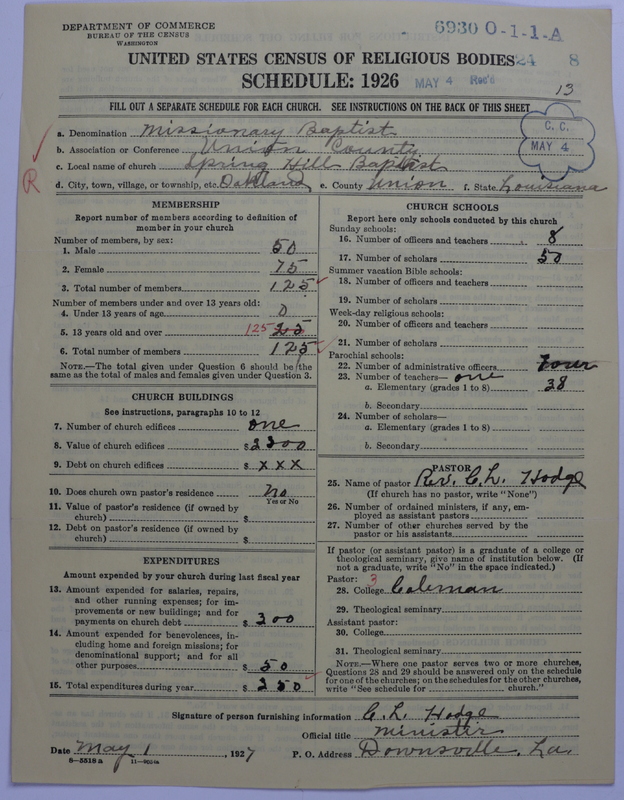 DEPARTMENT OF COMMERCE
BUREAU OF THE CENSUS
WASHINGTON
6930 O-1-1-A
UNITED STATES CENSUS OF RELIGIOUS BODIES
24 8
SCHEDULE: 1926
MAY 4 Rec'd
13
FILL OUT A SEPARATE SCHEDULE FOR EACH CHURCH. SEE INSTRUCTIONS ON THE BACK OF THIS SHEET
C. C.
MAY 4
R
a. Denomination Missionary Baptist
b. Association or Conference Union County
c. Local name of church Spring Hill Baptist
d. City, town, village, or township, etc. Oakland e. County Union f. State Louisiana
MEMBERSHIP
Report number of members according to definition of
member in your church
Number of members, by sex:
1. Male 50
2. Female 75
3. Total number of members 125
Number of members under and over 13 years old:
4. Under 13 years of age 0
5. 13 years old and over 125 25
6. Total number of members 125
NOTE.—The total given under Question 6 should be the
same as the total of males and females given under Question 3.
CHURCH BUILDINGS
See instructions, paragraphs 10 to 12
7. Number of church edifices one
8. Value of church edifices $2300
9. Debt on church edifices $ x x x
10. Does church own pastor's residence No
Yes or No
11. Value of pastor's residence (if owned by
church) $
12. Debt on pastor's residence (if owned by
church) $
EXPENDITURES
Amount expended by your church during last fiscal year
13. Amount expended for salaries, repairs,
and other running expenses; for im-
provements or new buildings; and for
payments on church debt $ 200
14. Amount expended for benevolences, in-
cluding home and foreign missions; for
denominational support; and for all
other purposes $ 50
15. Total expenditures during year $ 250
CHURCH SCHOOLS
Report here only schools conducted by this church
Sunday schools:
16. Number of officers and teachers 8
17. Number of scholars 50
Summer vacation Bible schools:
18. Number of officers and teachers
19. Number of scholars
Week-day religious schools:
20. Number of officers and teachers
21. Number of scholars
Parochial schools:
22. Number of administrative officers four
23. Number of teachers— one
a. Elementary (grades 1 to 8) 38
b. Secondary
24. Number of scholars—
a. Elementary (grades 1 to 8)
b. Secondary
PASTOR
25. Name of pastor Rev. C. L. Hodge
(If church has no pastor, write "None")
26. Number of ordained ministers, if any, em-
ployed as assistant pastors
27. Number of other churches served by the
pastor or his assistants
If pastor (or assistant pastor) is a graduate of a college or
theological seminary, give name of institution below. (If
not a graduate, write "No" in the space indicated.)
Pastor: 3
28. College Coleman
29. Theological seminary
Assistant pastor:
30. College
31. Theological seminary
NOTE.—Where one pastor serves two or more churches,
Questions 28 and 29 should be answered only on the schedule
for one of the churches; on the schedules for the other churches,
write "See schedule for church."
Signature of person furnishing information C. L. Hodge
Official title minister
Date May 1, 1927 P. O. Address Downsville, La.
8—5518 a 11—9054a